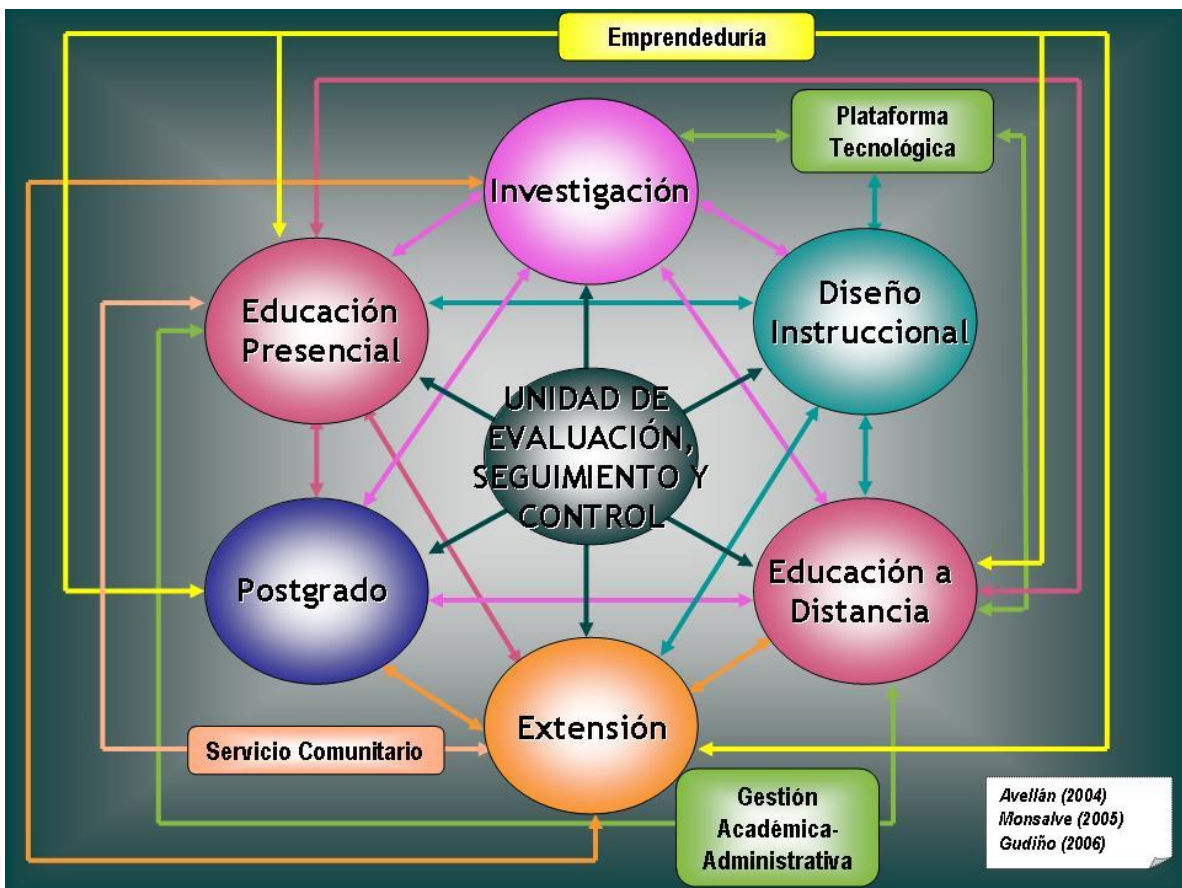 Emprendeduría
Plataforma
Tecnológica
Investigación
Educación
Presencial
Diseño
Instruccional
UNIDAD DE
EVALUACIÓN,
SEGUIMIENTO Y
CONTROL
Postgrado
Educación a
Distancia
Extensión
Servicio Comunitario
Gestión
Académica-
Administrativa
Avellán (2004)
Monsalve (2005)
Gudiño (2006)